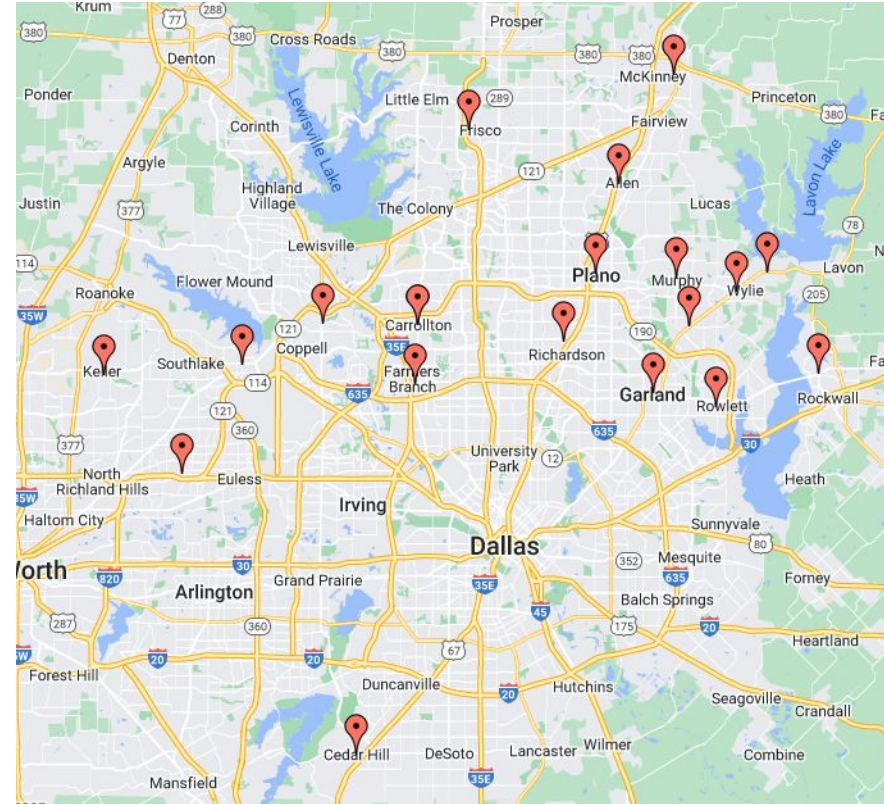 Krum
288
77
Prosper
380
380
Cross Roads
380
380
380
Denton
McKinney
Ponder
Little Elm
289
Princeton
Lewisville Lake
Corinth
Frisco
Fairview
380
Argyle
121
Allen
Lavon Lake
Highland
Village
Justin
377
The Colony
Lucas
78
Lewisville
114
Flower Mound
Plano
Murphy
Wylie
Lavon
Roanoke
205
35W
121
Carrollton
190
Coppell
35E
Richardson
Keller
Southlake
Farmers
Branch
114
635
Garland
Rowlett
Rockwall
121
360
635
377
30
University
Park
12
North
Richland Hills
Euless
Heath
35W
Irving
Haltom City
Sunnyvale
Dallas
80
352
Mesquite
orth
820
30
Grand Prairie
35E
635
Forney
Arlington
45
Balch Springs
287
360
175
20
Heartland
67
20
20
Forest Hill
Duncanville
20
Hutchins
Seagoville
Crandall
Cedar Hill
DeSoto
Lancaster
Wilmer
Combine
35E
Mansfield